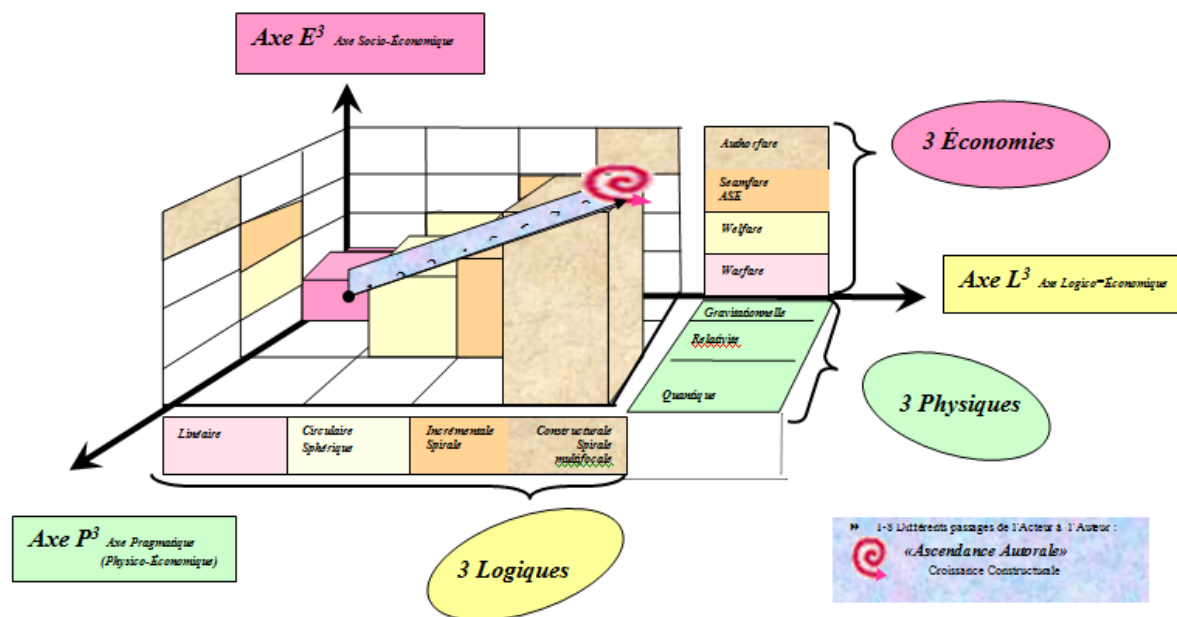 Axe E³ Axe Socio-Économique
Authorfare
Seamfare
ASE
Welfare
Warfare
3 Économies
Axe L³ Axe Logico-Économique
Gravitationnelle
Relativité
Quantique
3 Physiques
Linéaire
Circulaire
Sphérique
Incrémentale
Spirale
Constructurale
Spirale
multifocale
Axe P³ Axe Pragmatique
(Physico-Économique)
3 Logiques
1-8 Différents passages de l'Acteur à l'Auteur :
«Ascendance Autorale»
Croissance Constructurale